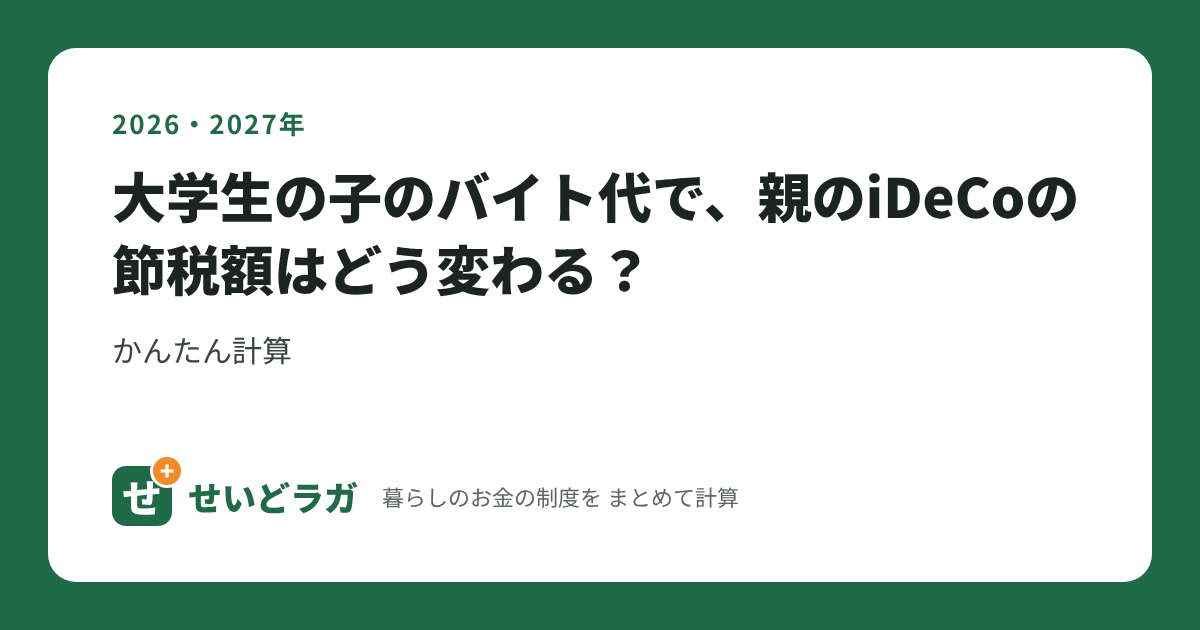 2026・2027年
大学生の子のバイト代で、親のiDeCoの
節税額はどう変わる？
かんたん計算
せ+
せいどラガ 暮らしのお金の制度を まとめて計算